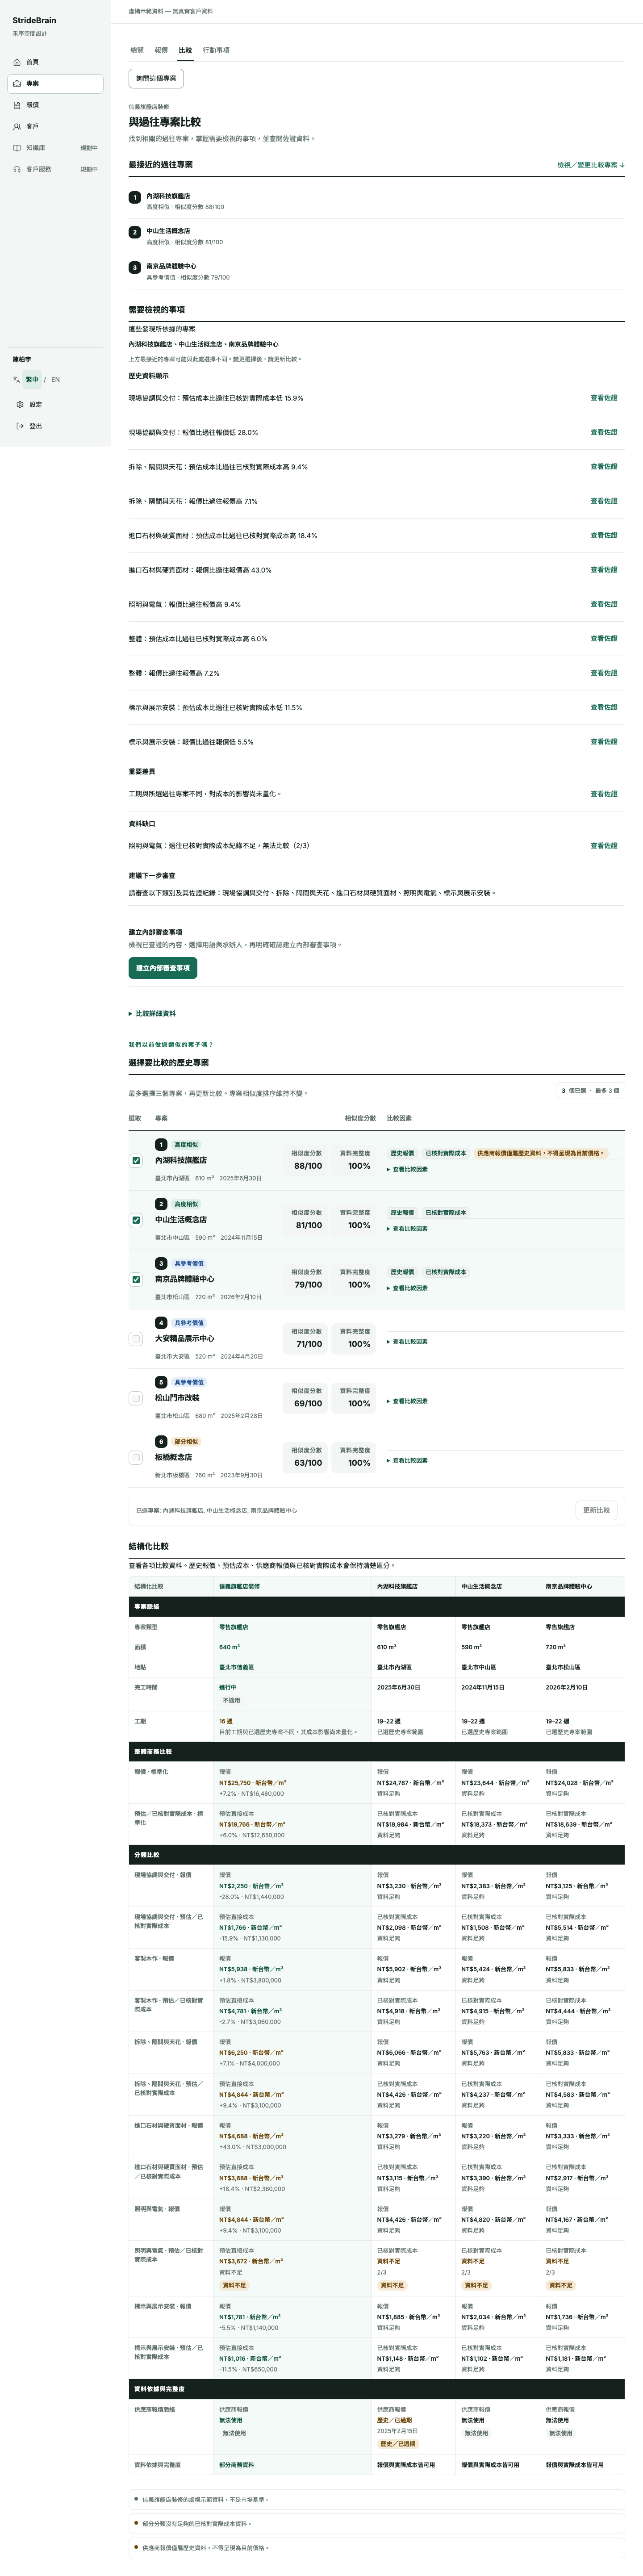 StrideBrain
禾序空間設計
首頁
專案
報價
客戶
知識庫 規劃中
客戶服務 規劃中
陳柏宇
繁中 / EN
設定
登出
虛構示範資料 — 無真實客戶資料
總覽 報價 比較 行動事項
詢問這個專案
信義旗艦店裝修
與過往專案比較
找到相關的過往專案，掌握需要檢視的事項，並查閱佐證資料。
最接近的過往專案 檢視／變更比較專案 ↓
1 內湖科技旗艦店
高度相似 · 相似度分數 88/100
2 中山生活概念店
高度相似 · 相似度分數 81/100
3 南京品牌體驗中心
具參考價值 · 相似度分數 79/100
需要檢視的事項
這些發現所依據的專案
內湖科技旗艦店、中山生活概念店、南京品牌體驗中心
上方最接近的專案可能與此處選擇不同。變更選擇後，請更新比較。
歷史資料顯示
現場協調與交付：預估成本比過往已核對實際成本低 15.9% 查看佐證
現場協調與交付：報價比過往報價低 28.0% 查看佐證
拆除、隔間與天花：預估成本比過往已核對實際成本高 9.4% 查看佐證
拆除、隔間與天花：報價比過往報價高 7.1% 查看佐證
進口石材與硬質面材：預估成本比過往已核對實際成本高 18.4% 查看佐證
進口石材與硬質面材：報價比過往報價高 43.0% 查看佐證
照明與電氣：報價比過往報價高 9.4% 查看佐證
整體：預估成本比過往已核對實際成本高 6.0% 查看佐證
整體：報價比過往報價高 7.2% 查看佐證
標示與展示安裝：預估成本比過往已核對實際成本低 11.5% 查看佐證
標示與展示安裝：報價比過往報價低 5.5% 查看佐證
重要差異
工期與所選過往專案不同，對成本的影響尚未量化。 查看佐證
資料缺口
照明與電氣：過往已核對實際成本紀錄不足，無法比較（2/3） 查看佐證
建議下一步審查
請審查以下類別及其佐證紀錄：現場協調與交付、拆除、隔間與天花、進口石材與硬質面材、照明與電氣、標示與展示安裝。
建立內部審查事項
檢視已查證的內容、選擇用語與承辦人，再明確確認建立內部審查事項。
建立內部審查事項
▶ 比較詳細資料
我們以前做過類似的案子嗎？
選擇要比較的歷史專案
最多選擇三個專案，再更新比較。專案相似度排序維持不變。 3 個已選 · 最多 3 個
選取 專案 相似度分數 比較因素
1 高度相似
內湖科技旗艦店
臺北市內湖區 610 m² 2025年6月30日
相似度分數 88/100
資料完整度 100%
歷史報價 已核對實際成本 供應商報價僅屬歷史資料，不得呈現為目前價格。
▶ 查看比較因素
2 高度相似
中山生活概念店
臺北市中山區 590 m² 2024年11月15日
相似度分數 81/100
資料完整度 100%
歷史報價 已核對實際成本
▶ 查看比較因素
3 具參考價值
南京品牌體驗中心
臺北市松山區 720 m² 2026年2月10日
相似度分數 79/100
資料完整度 100%
歷史報價 已核對實際成本
▶ 查看比較因素
4 具參考價值
大安精品展示中心
臺北市大安區 520 m² 2024年4月20日
相似度分數 71/100
資料完整度 100%
▶ 查看比較因素
5 具參考價值
松山門市改裝
臺北市松山區 680 m² 2025年2月28日
相似度分數 69/100
資料完整度 100%
▶ 查看比較因素
6 部分相似
板橋概念店
新北市板橋區 760 m² 2023年9月30日
相似度分數 63/100
資料完整度 100%
▶ 查看比較因素
已選專案: 內湖科技旗艦店, 中山生活概念店, 南京品牌體驗中心 更新比較
結構化比較
查看各項比較資料。歷史報價、預估成本、供應商報價與已核對實際成本會保持清楚區分。
結構化比較 信義旗艦店裝修 內湖科技旗艦店 中山生活概念店 南京品牌體驗中心
專案脈絡
專案類型 零售旗艦店 零售旗艦店 零售旗艦店 零售旗艦店
面積 640 m² 610 m² 590 m² 720 m²
地點 臺北市信義區 臺北市內湖區 臺北市中山區 臺北市松山區
完工時間 進行中 2025年6月30日 2024年11月15日 2026年2月10日
不適用
工期 16 週 19–22 週 19–22 週 19–22 週
目前工期與已選歷史專案不同，其成本影響尚未量化。 已選歷史專案範圍 已選歷史專案範圍 已選歷史專案範圍
整體商務比較
報價 · 標準化 報價 報價 報價 報價
NT$25,750 · 新台幣／m² NT$24,787 · 新台幣／m² NT$23,644 · 新台幣／m² NT$24,028 · 新台幣／m²
+7.2% · NT$16,480,000 資料足夠 資料足夠 資料足夠
預估／已核對實際成本 · 標準化 預估直接成本 已核對實際成本 已核對實際成本 已核對實際成本
NT$19,766 · 新台幣／m² NT$18,984 · 新台幣／m² NT$18,373 · 新台幣／m² NT$18,639 · 新台幣／m²
+6.0% · NT$12,650,000 資料足夠 資料足夠 資料足夠
分類比較
現場協調與交付 · 報價 報價 報價 報價 報價
NT$2,250 · 新台幣／m² NT$3,230 · 新台幣／m² NT$2,383 · 新台幣／m² NT$3,125 · 新台幣／m²
-28.0% · NT$1,440,000 資料足夠 資料足夠 資料足夠
現場協調與交付 · 預估／已核對實際成本 預估直接成本 已核對實際成本 已核對實際成本 已核對實際成本
NT$1,766 · 新台幣／m² NT$2,098 · 新台幣／m² NT$1,508 · 新台幣／m² NT$5,514 · 新台幣／m²
-15.9% · NT$1,130,000 資料足夠 資料足夠 資料足夠
客製木作 · 報價 報價 報價 報價 報價
NT$5,938 · 新台幣／m² NT$5,902 · 新台幣／m² NT$5,424 · 新台幣／m² NT$5,833 · 新台幣／m²
+1.8% · NT$3,800,000 資料足夠 資料足夠 資料足夠
客製木作 · 預估／已核對實際成本 預估直接成本 已核對實際成本 已核對實際成本 已核對實際成本
NT$4,781 · 新台幣／m² NT$4,918 · 新台幣／m² NT$4,915 · 新台幣／m² NT$4,444 · 新台幣／m²
-2.7% · NT$3,060,000 資料足夠 資料足夠 資料足夠
拆除、隔間與天花 · 報價 報價 報價 報價 報價
NT$6,250 · 新台幣／m² NT$6,066 · 新台幣／m² NT$5,763 · 新台幣／m² NT$5,833 · 新台幣／m²
+7.1% · NT$4,000,000 資料足夠 資料足夠 資料足夠
拆除、隔間與天花 · 預估／已核對實際成本 預估直接成本 已核對實際成本 已核對實際成本 已核對實際成本
NT$4,844 · 新台幣／m² NT$4,426 · 新台幣／m² NT$4,237 · 新台幣／m² NT$4,583 · 新台幣／m²
+9.4% · NT$3,100,000 資料足夠 資料足夠 資料足夠
進口石材與硬質面材 · 報價 報價 報價 報價 報價
NT$4,688 · 新台幣／m² NT$3,279 · 新台幣／m² NT$3,220 · 新台幣／m² NT$3,333 · 新台幣／m²
+43.0% · NT$3,000,000 資料足夠 資料足夠 資料足夠
進口石材與硬質面材 · 預估／已核對實際成本 預估直接成本 已核對實際成本 已核對實際成本 已核對實際成本
NT$3,688 · 新台幣／m² NT$3,115 · 新台幣／m² NT$3,390 · 新台幣／m² NT$2,917 · 新台幣／m²
+18.4% · NT$2,360,000 資料足夠 資料足夠 資料足夠
照明與電氣 · 報價 報價 報價 報價 報價
NT$4,844 · 新台幣／m² NT$4,426 · 新台幣／m² NT$4,820 · 新台幣／m² NT$4,167 · 新台幣／m²
+9.4% · NT$3,100,000 資料足夠 資料足夠 資料足夠
照明與電氣 · 預估／已核對實際成本 預估直接成本 已核對實際成本 已核對實際成本 已核對實際成本
NT$3,672 · 新台幣／m² 資料不足 資料不足 資料不足
資料不足 2/3 2/3 2/3
資料不足 資料不足 資料不足 資料不足
標示與展示安裝 · 報價 報價 報價 報價 報價
NT$1,781 · 新台幣／m² NT$1,885 · 新台幣／m² NT$2,034 · 新台幣／m² NT$1,736 · 新台幣／m²
-5.5% · NT$1,140,000 資料足夠 資料足夠 資料足夠
標示與展示安裝 · 預估／已核對實際成本 預估直接成本 已核對實際成本 已核對實際成本 已核對實際成本
NT$1,016 · 新台幣／m² NT$1,148 · 新台幣／m² NT$1,102 · 新台幣／m² NT$1,181 · 新台幣／m²
-11.5% · NT$650,000 資料足夠 資料足夠 資料足夠
資料依據與完整度
供應商報價脈絡 供應商報價 供應商報價 供應商報價 供應商報價
無法使用 歷史／已過期 無法使用 無法使用
無法使用 2025年2月15日 無法使用 無法使用
歷史／已過期
資料依據與完整度 部分商務資料 報價與實際成本皆可用 報價與實際成本皆可用 報價與實際成本皆可用
信義旗艦店裝修的虛構示範資料，不是市場基準。
部分分類沒有足夠的已核對實際成本資料。
供應商報價僅屬歷史資料，不得呈現為目前價格。